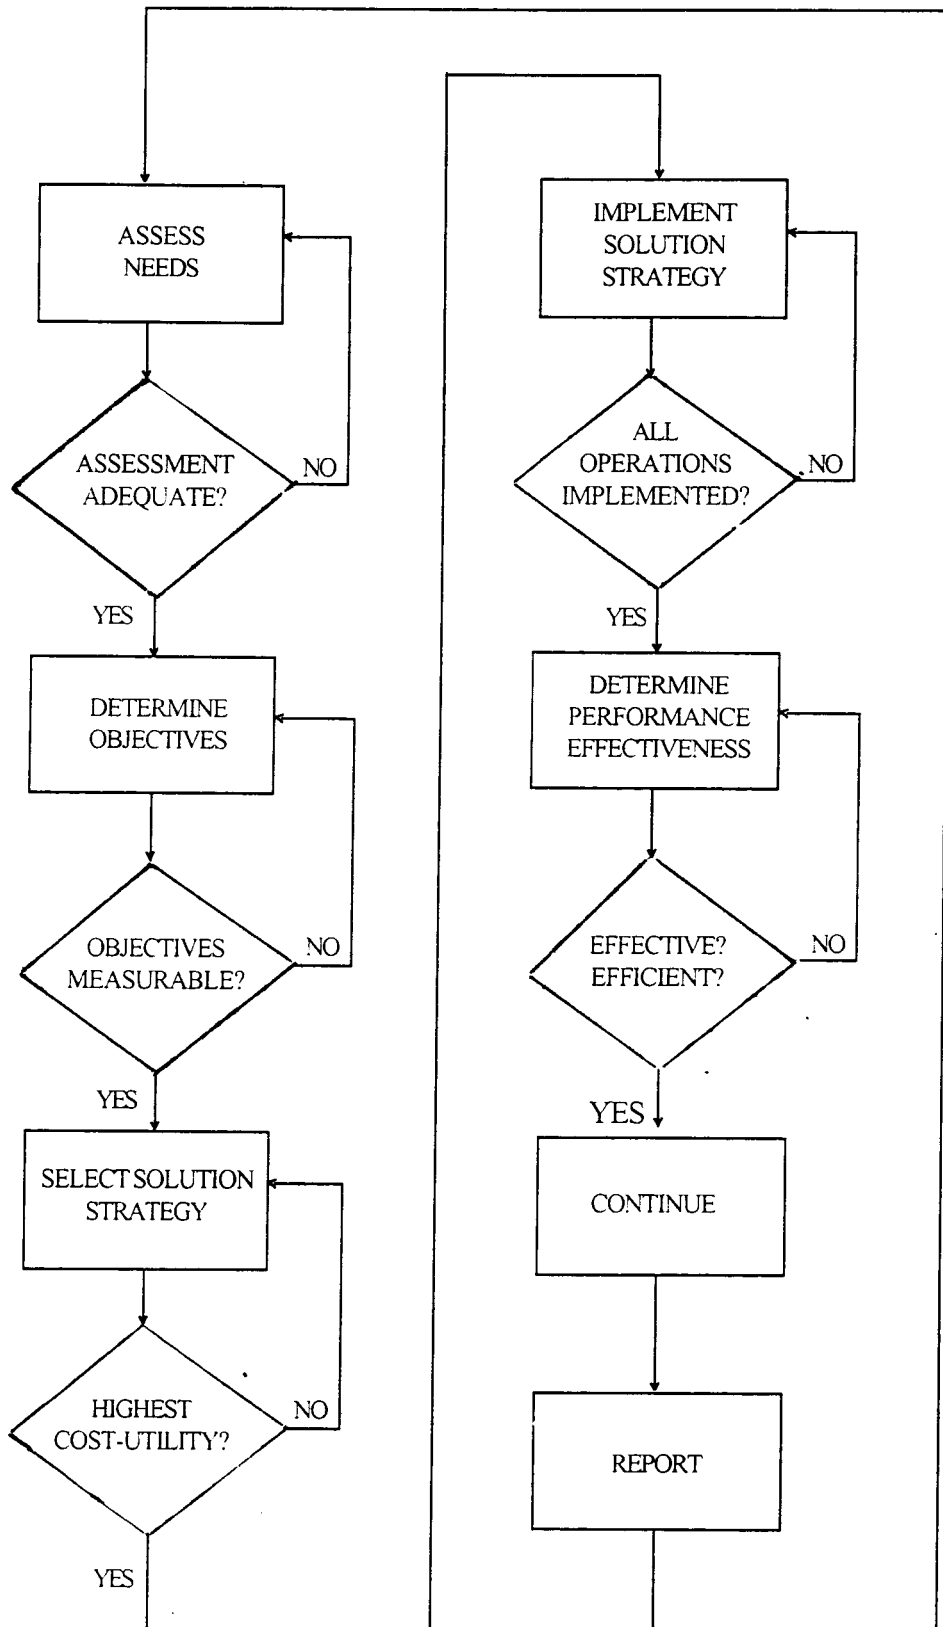 ASSESS
NEEDS
ASSESSMENT
ADEQUATE?
NO
YES
DETERMINE
OBJECTIVES
OBJECTIVES
MEASURABLE?
NO
YES
SELECT SOLUTION
STRATEGY
HIGHEST
COST-UTILITY?
NO
YES
IMPLEMENT
SOLUTION
STRATEGY
ALL
OPERATIONS
IMPLEMENTED?
NO
YES
DETERMINE
PERFORMANCE
EFFECTIVENESS
EFFECTIVE?
EFFICIENT?
NO
YES
CONTINUE
REPORT